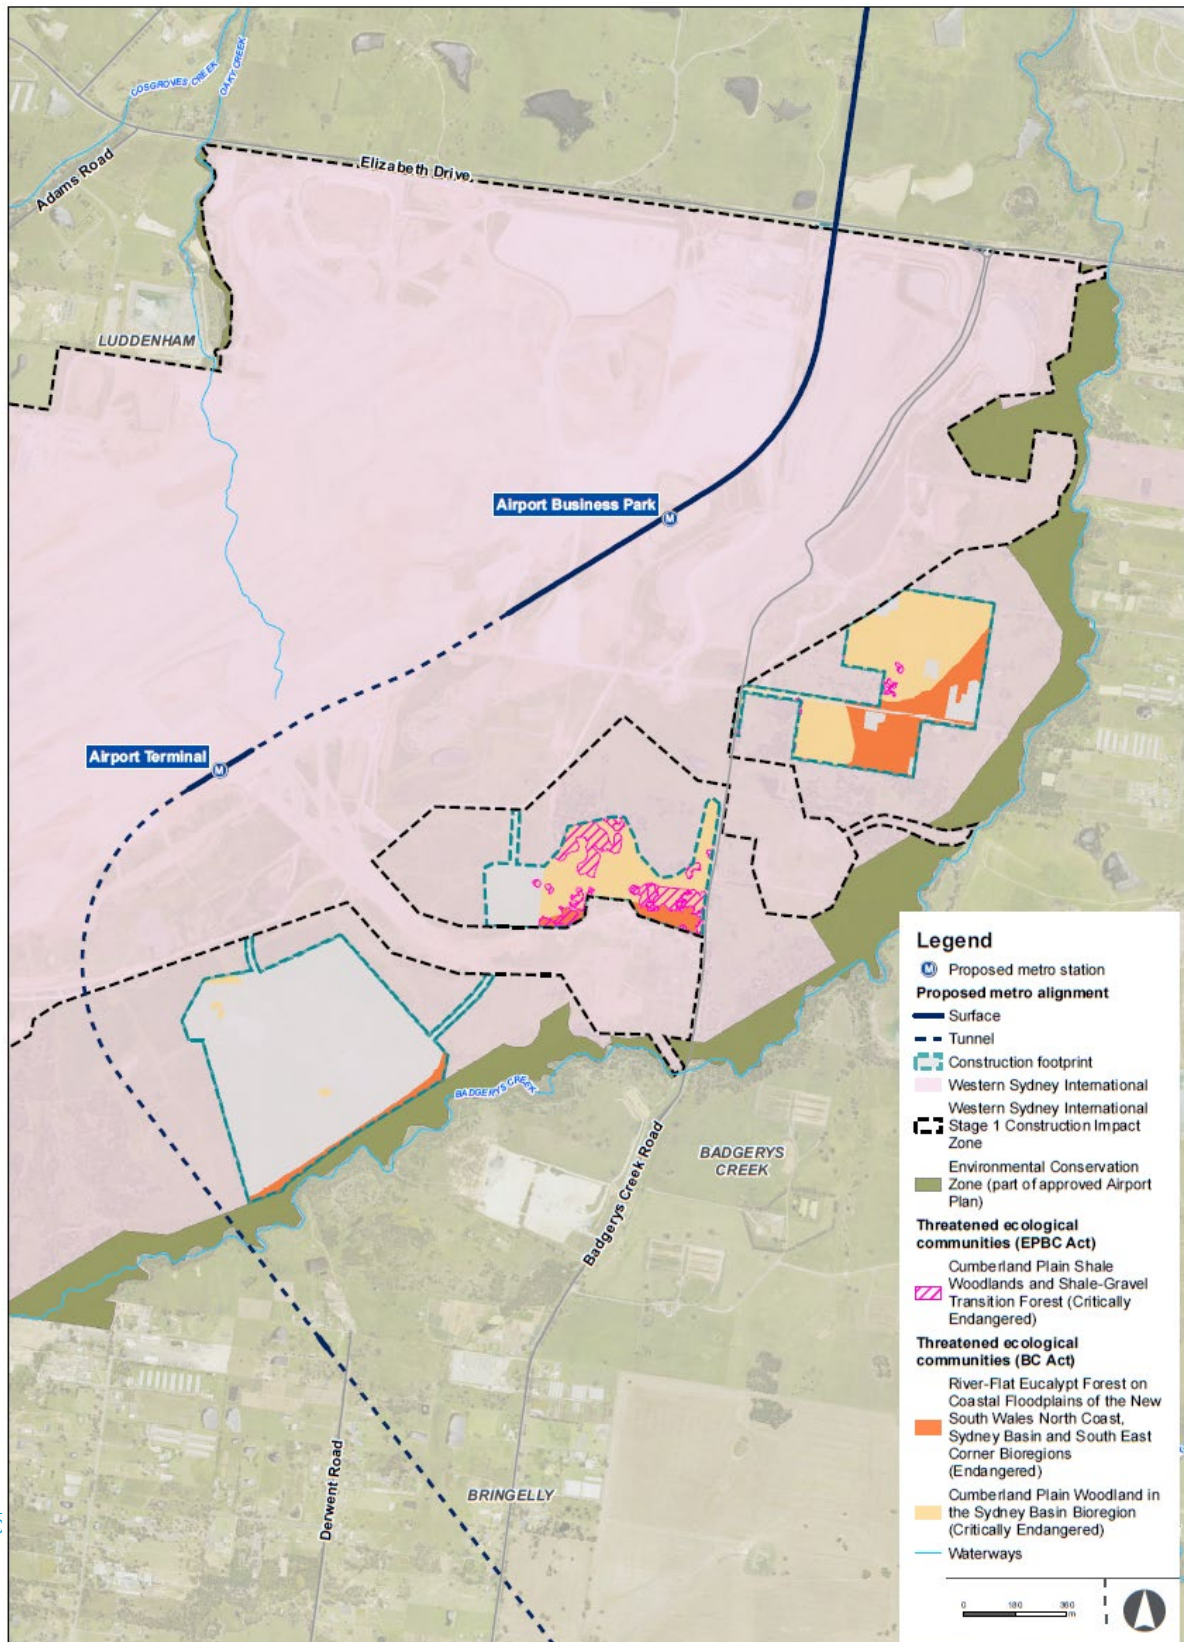 COSGROVES CREEK
OAKY CREEK
Adams Road
Elizabeth Drive
LUDDENHAM
Airport Business Park
M
Airport Terminal
M
BADGERYS CREEK
Badgerys Creek Road
BADGERYS
CREEK
Derwent Road
BRINGELLY
Legend
M Proposed metro station
Proposed metro alignment
Surface
Tunnel
Construction footprint
Western Sydney International
Western Sydney International
Stage 1 Construction Impact
Zone
Environmental Conservation
Zone (part of approved Airport
Plan)
Threatened ecological
communities (EPBC Act)
Cumberland Plain Shale
Woodlands and Shale-Gravel
Transition Forest (Critically
Endangered)
Threatened ecological
communities (BC Act)
River-Flat Eucalypt Forest on
Coastal Floodplains of the New
South Wales North Coast,
Sydney Basin and South East
Corner Bioregions
(Endangered)
Cumberland Plain Woodland in
the Sydney Basin Bioregion
(Critically Endangered)
Waterways
0 180 360
m